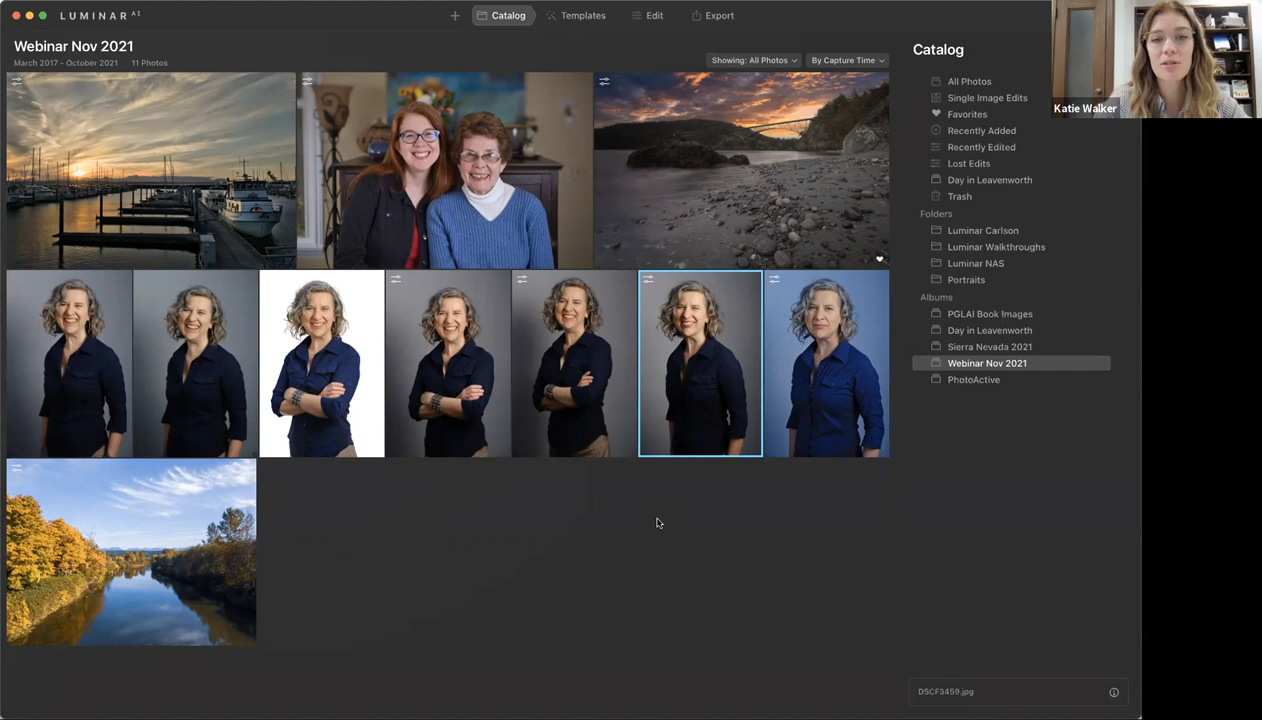 LUMINAR AI
Catalog
Templates
Edit
Export
Webinar Nov 2021
March 2017 - October 2021 11 Photos
Showing: All Photos
By Capture Time
Catalog
All Photos
Single Image Edits
Favorites
Recently Added
Recently Edited
Lost Edits
Day in Leavenworth
Trash
Folders
Luminar Carlson
Luminar Walkthroughs
Luminar NAS
Portraits
Albums
PGLAI Book Images
Day in Leavenworth
Sierra Nevada 2021
Webinar Nov 2021
PhotoActive
DSCF3459.jpg
Katie Walker